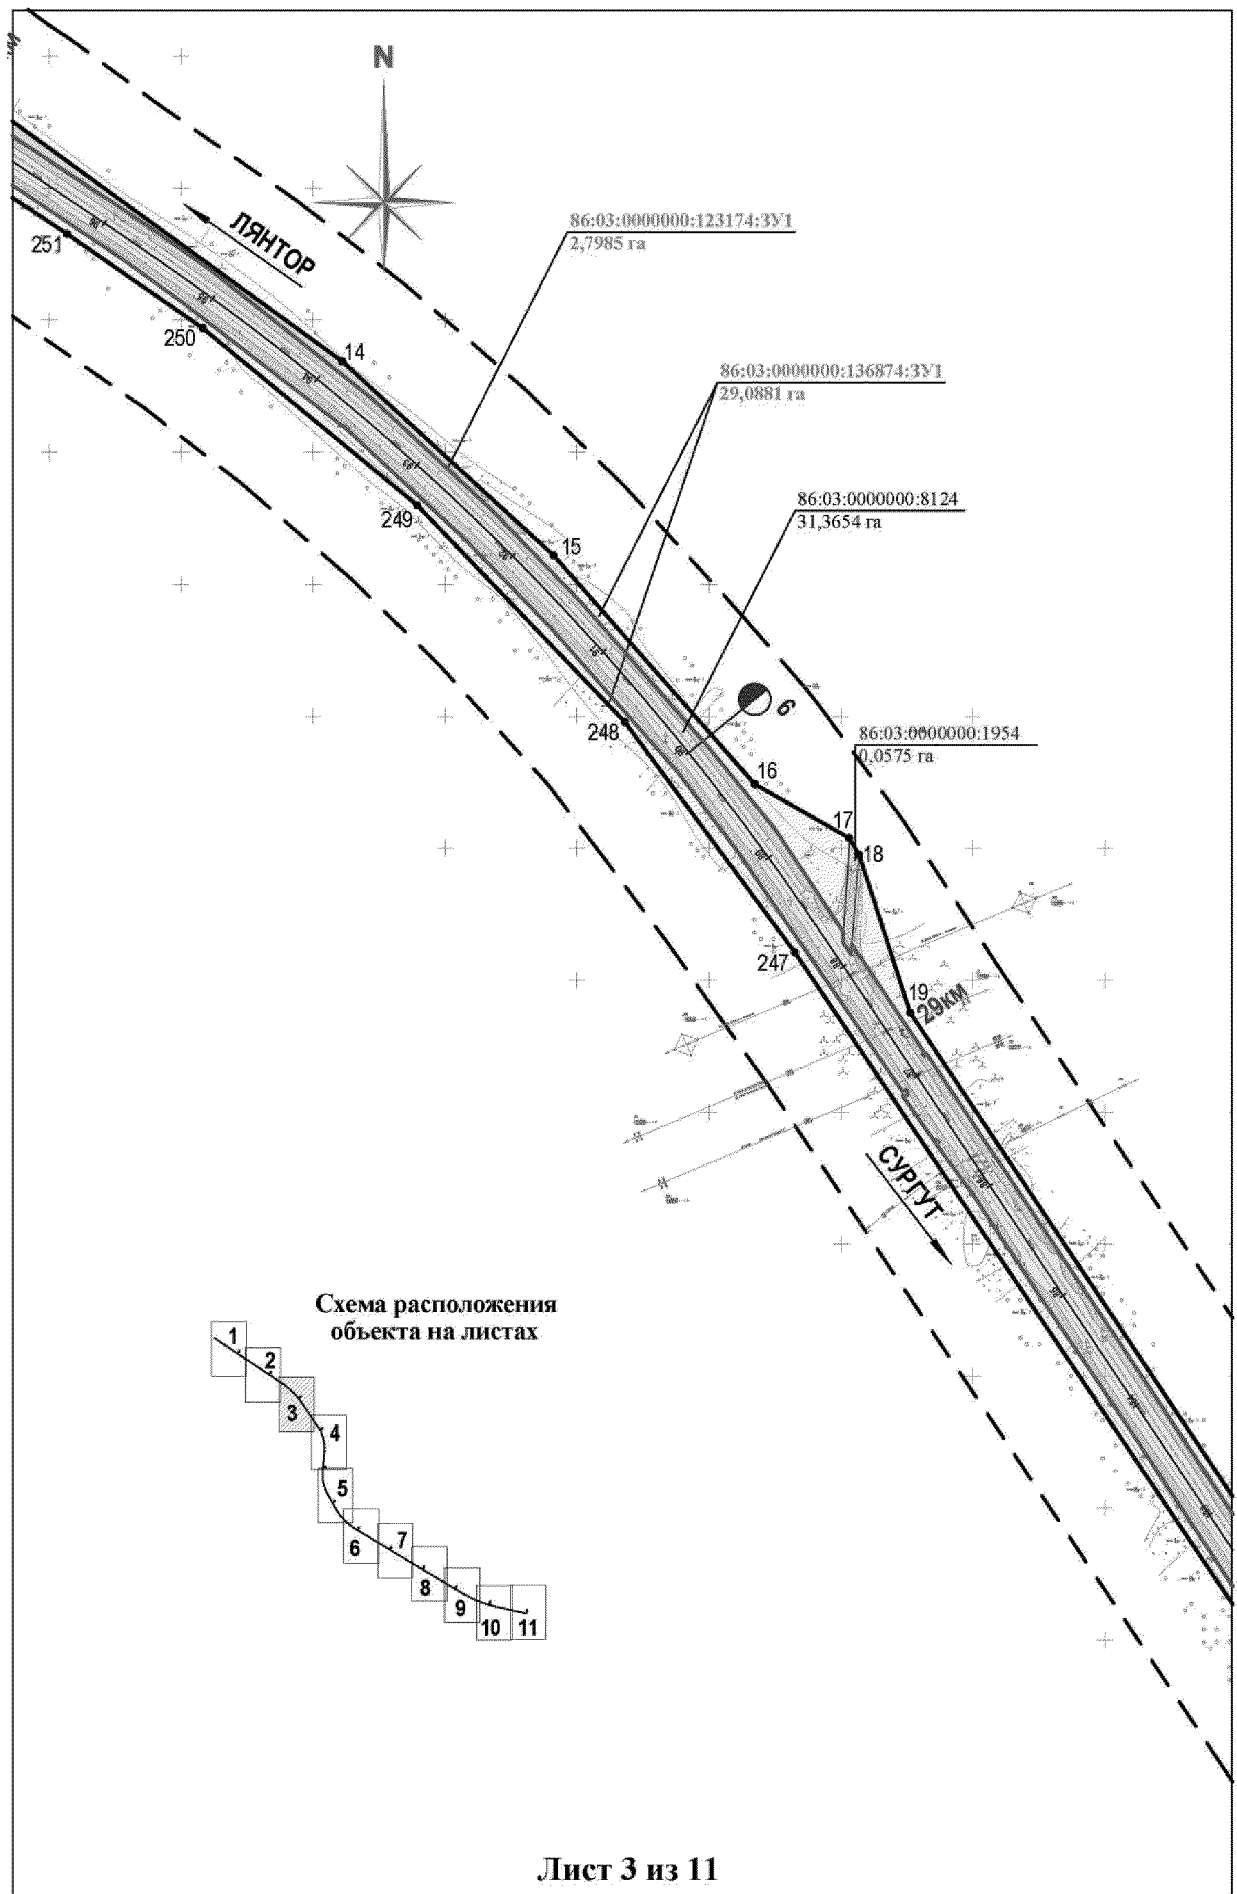 N
ЛЯНТОР
86:03:0000000:123174:ЗУ1
2,7985 га
251
250
14
86:03:0000000:136874:ЗУ1
29,0881 га
249
15
86:03:0000000:8124
31,3654 га
248
6
16
86:03:0000000:1954
0,0575 га
17
18
247
19
29км
СУРГУТ
Схема расположения
объекта на листах
1
2
3
4
5
6
7
8
9
10
11
Лист 3 из 11